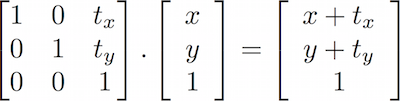 [1 0 t_x] [x] [x + t_x]
[0 1 t_y] . [y] = [y + t_y]
[0 0 1] [1] [1]